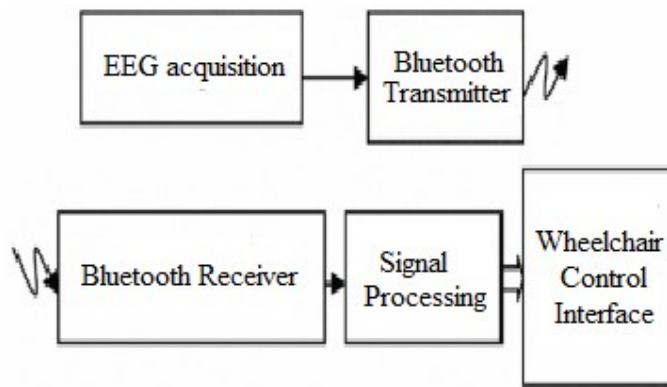 EEG acquisition
Bluetooth
Transmitter
Bluetooth Receiver
Signal
Processing
Wheelchair
Control
Interface